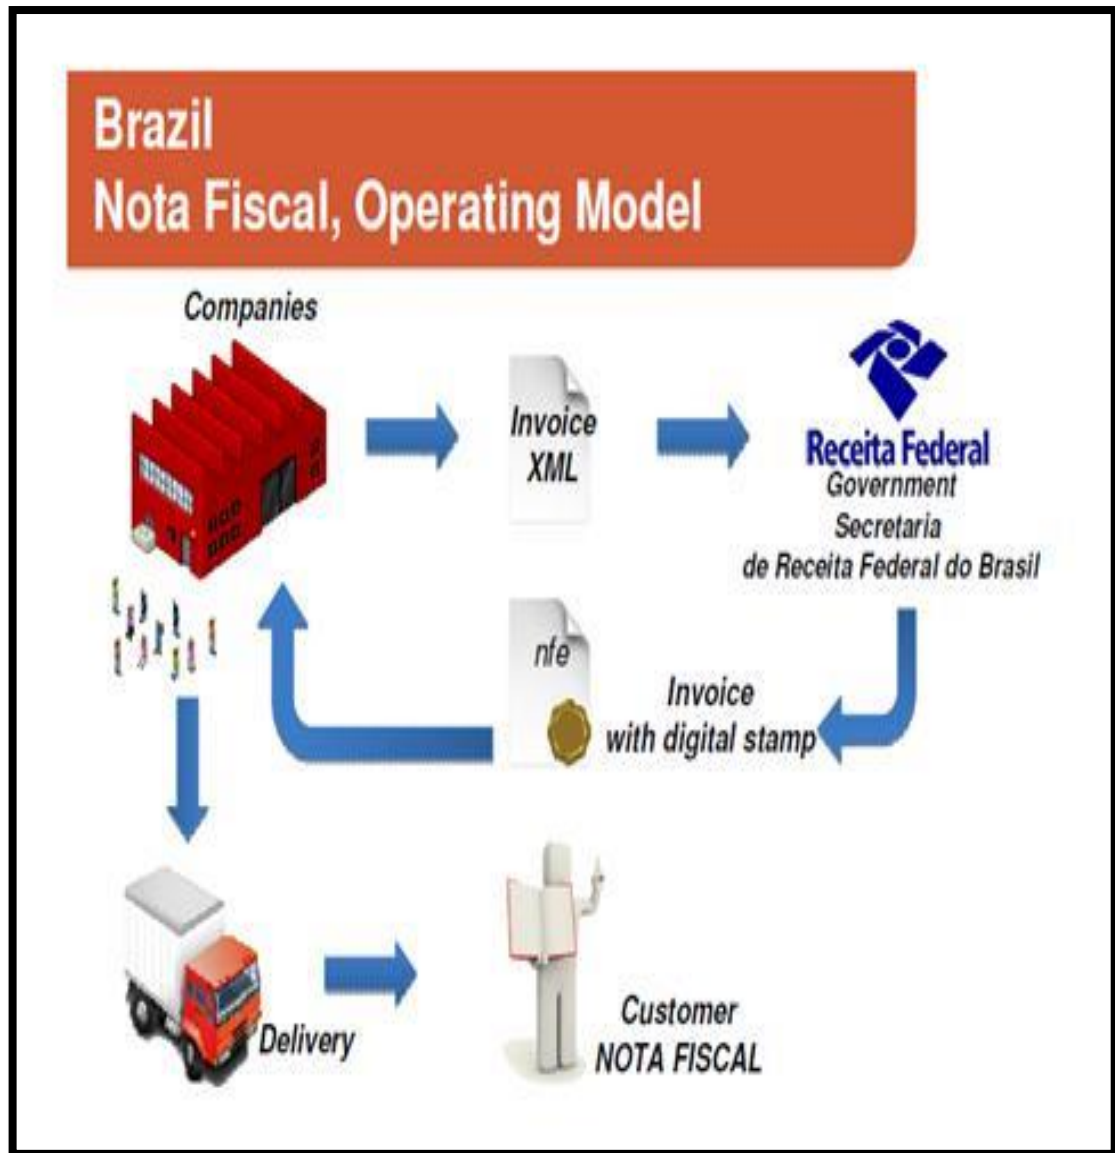 Brazil
Nota Fiscal, Operating Model
Companies
Invoice
XML
Receita Federal
Government
Secretaria
de Receita Federal do Brasil
nfe
Invoice
with digital stamp
Delivery
Customer
NOTA FISCAL